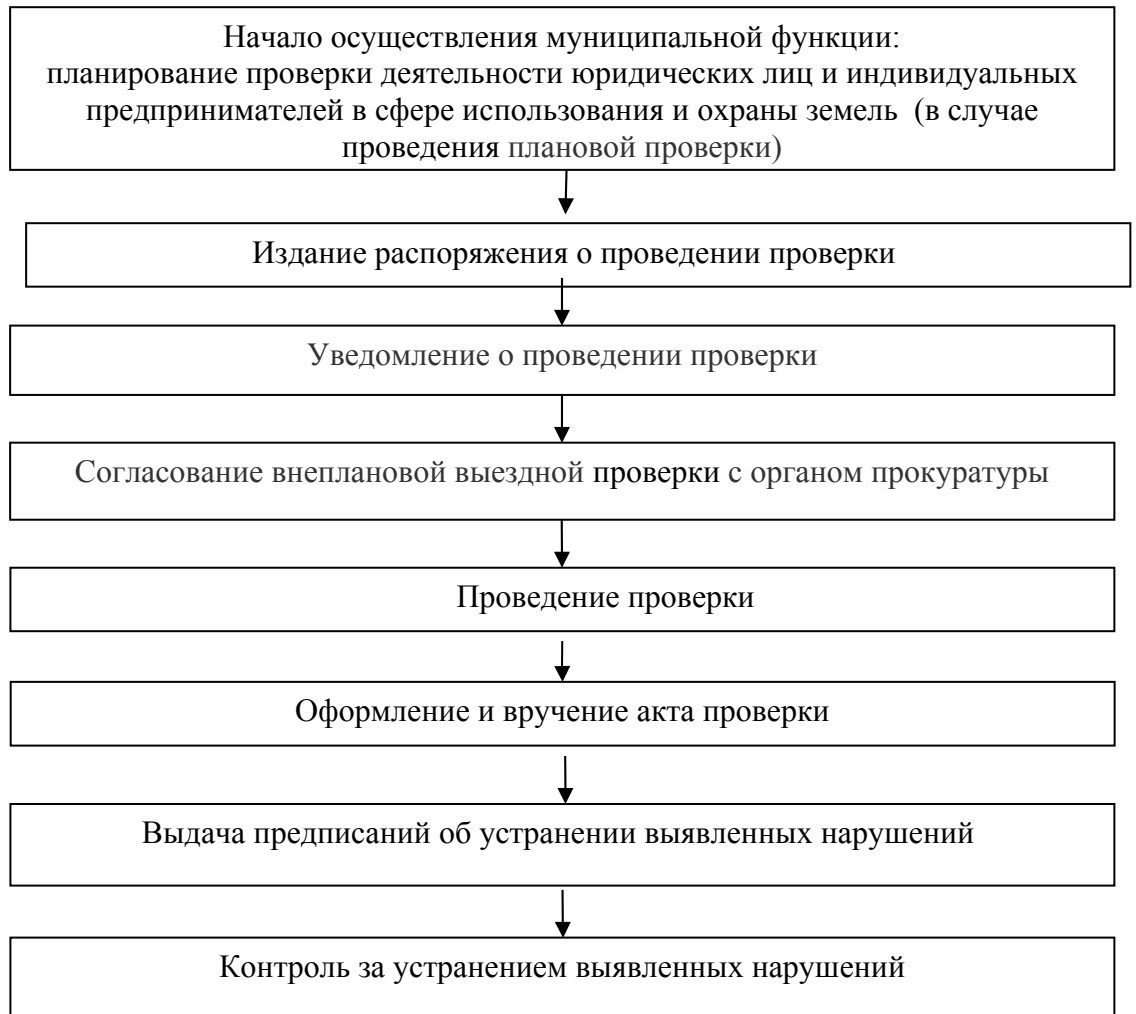 Начало осуществления муниципальной функции:
планирование проверки деятельности юридических лиц и индивидуальных
предпринимателей в сфере использования и охраны земель (в случае
проведения плановой проверки)
Издание распоряжения о проведении проверки
Уведомление о проведении проверки
Согласование внеплановой выездной проверки с органом прокуратуры
Проведение проверки
Оформление и вручение акта проверки
Выдача предписаний об устранении выявленных нарушений
Контроль за устранением выявленных нарушений